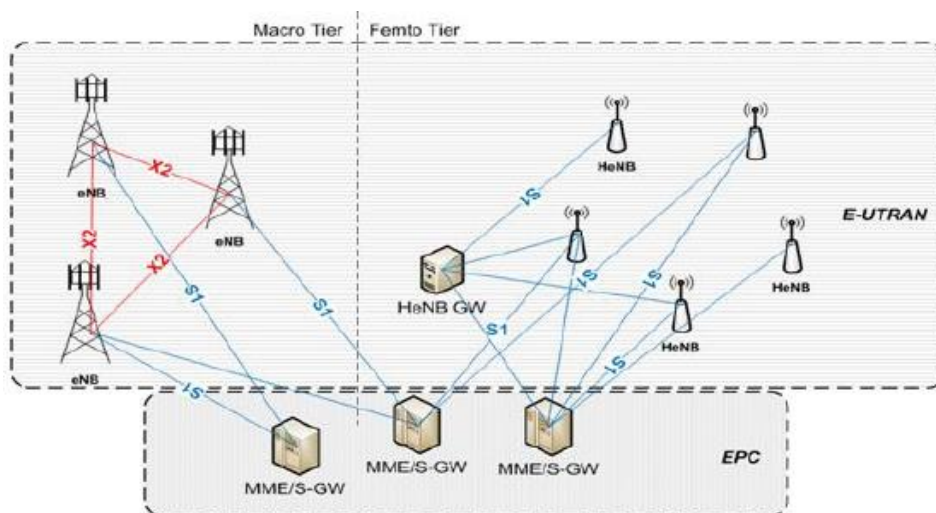 Macro Tier
Femto Tier
eNB
X2
eNB
X2
X2
eNB
S1
S1
S1
HeNB
S1
HeNB GW
S1
S1
S1
S1
HeNB
HeNB
E-UTRAN
MME/S-GW
MME/S-GW
MME/S-GW
EPC